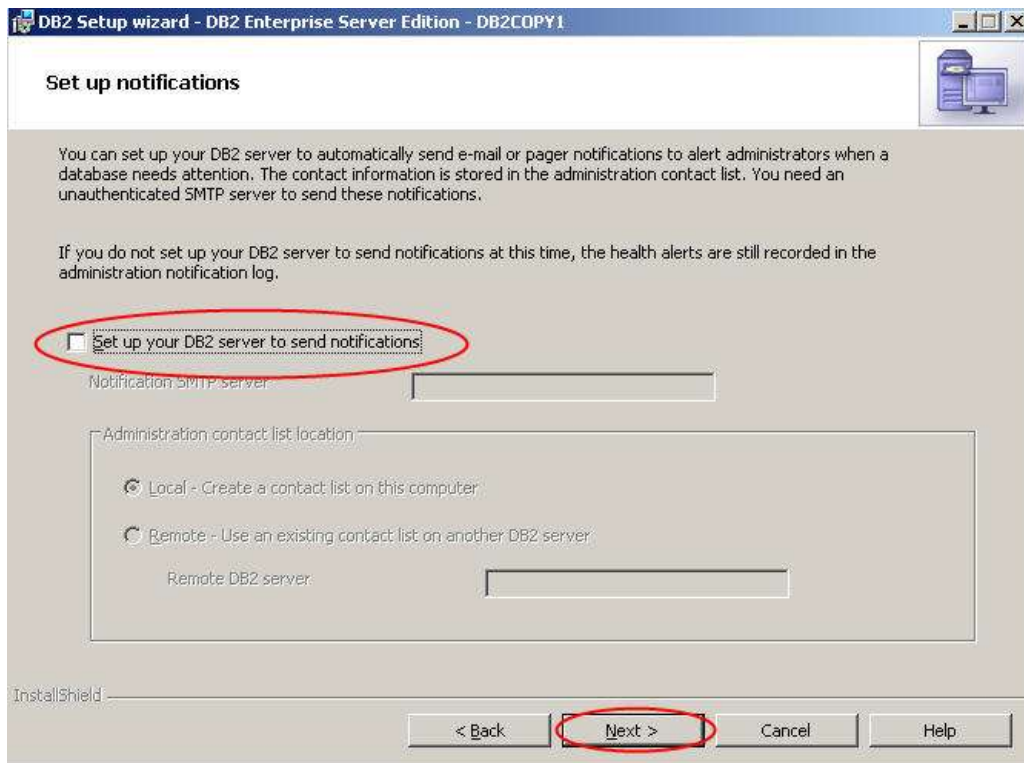 DB2 Setup wizard - DB2 Enterprise Server Edition - DB2COPY1
Set up notifications
You can set up your DB2 server to automatically send e-mail or pager notifications to alert administrators when a
database needs attention. The contact information is stored in the administration contact list. You need an
unauthenticated SMTP server to send these notifications.
If you do not set up your DB2 server to send notifications at this time, the health alerts are still recorded in the
administration notification log.
Set up your DB2 server to send notifications
Notification SMTP server
Administration contact list location
Local - Create a contact list on this computer
Remote - Use an existing contact list on another DB2 server
Remote DB2 server
InstallShield
< Back Next > Cancel Help